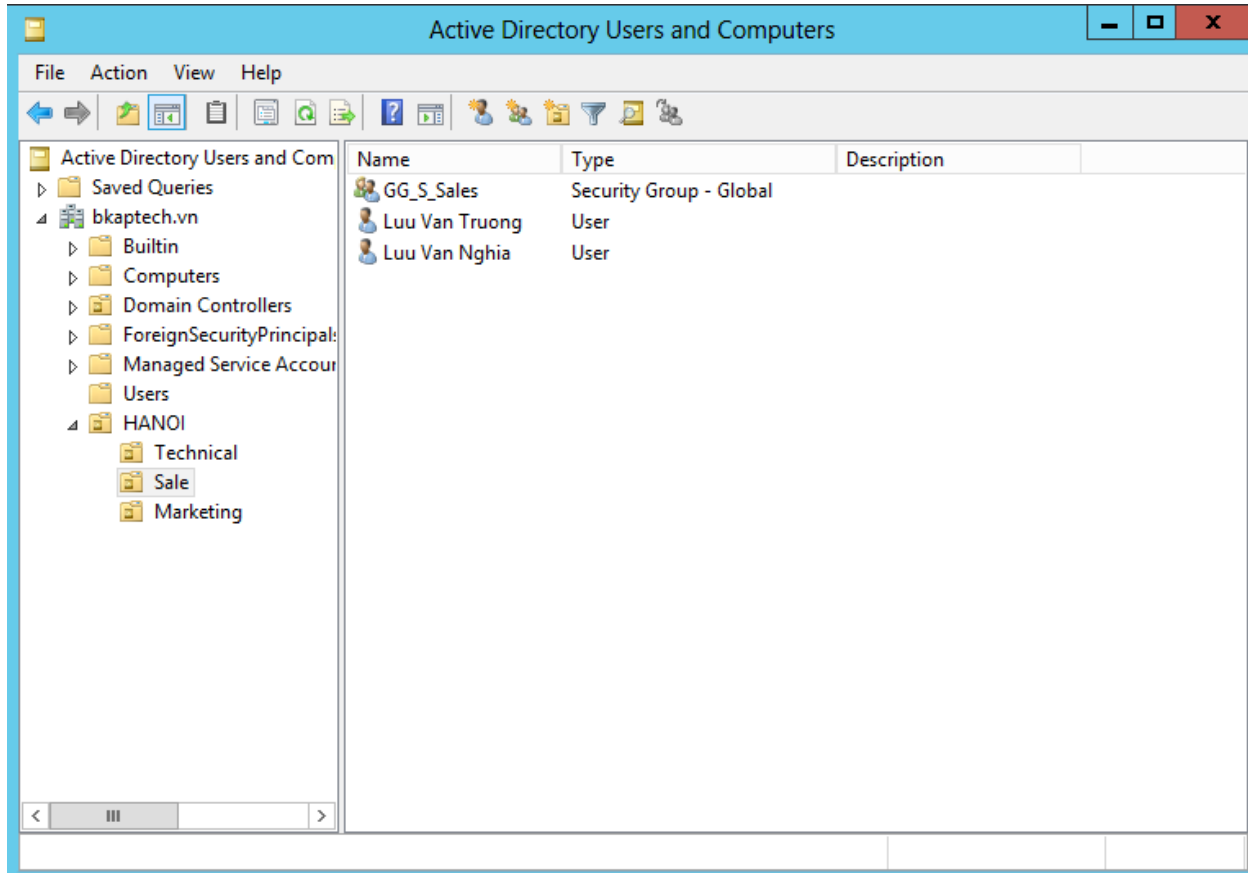 Active Directory Users and Computers
File Action View Help
Active Directory Users and Com
Saved Queries
bkaptech.vn
Builtin
Computers
Domain Controllers
ForeignSecurityPrincipals
Managed Service Accour
Users
HANOI
Technical
Sale
Marketing
Name Type Description
GG_S_Sales Security Group - Global
Luu Van Truong User
Luu Van Nghia User